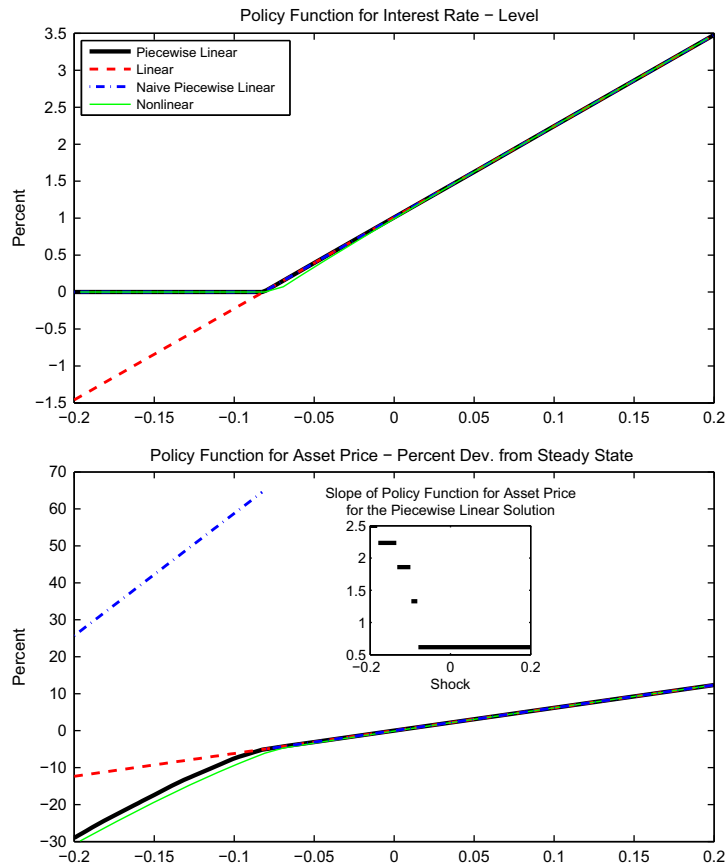 Policy Function for Interest Rate − Level
3.5
3
2.5
2
1.5
1
0.5
0
−0.5
−1
−1.5
Percent
Piecewise Linear
Linear
Naive Piecewise Linear
Nonlinear
−0.2 −0.15 −0.1 −0.05 0 0.05 0.1 0.15 0.2
Policy Function for Asset Price − Percent Dev. from Steady State
70
60
50
40
30
20
10
0
−10
−20
−30
Percent
Slope of Policy Function for Asset Price
for the Piecewise Linear Solution
2.5
2
1.5
1
0.5
−0.2 0 0.2
Shock
−0.2 −0.15 −0.1 −0.05 0 0.05 0.1 0.15 0.2